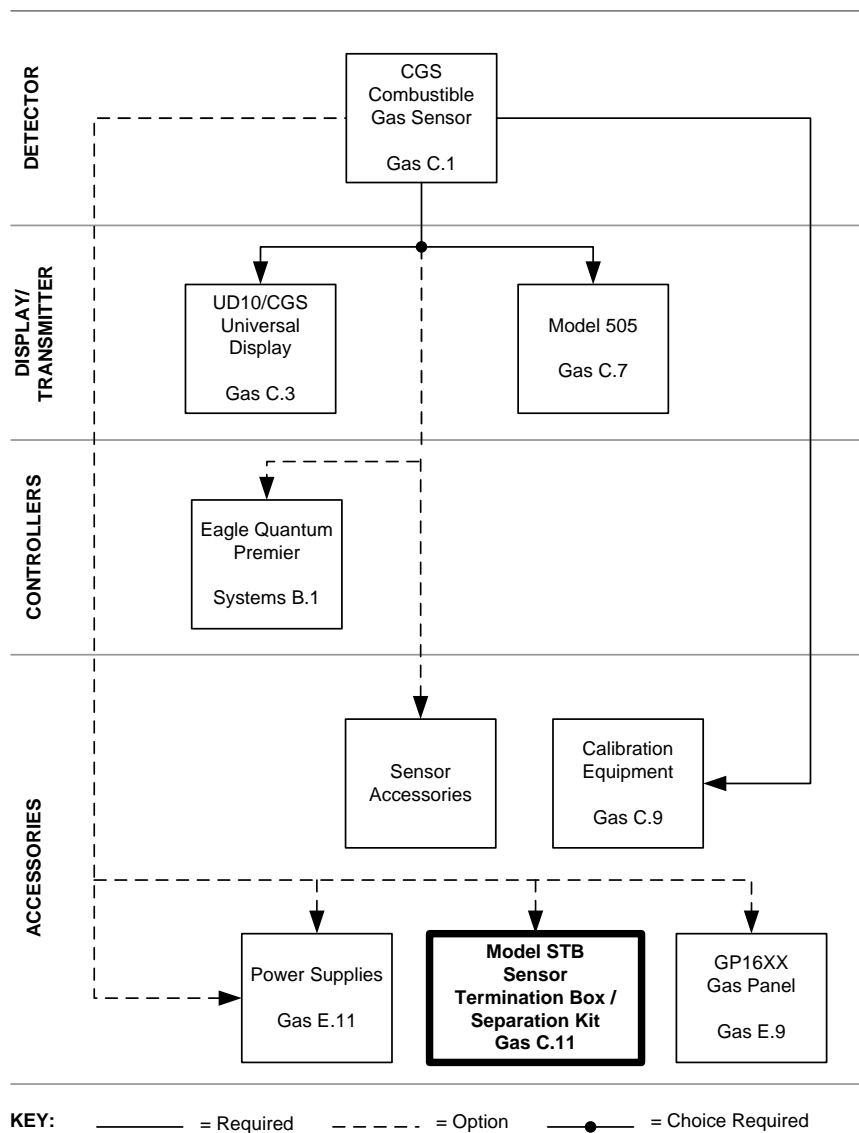 DETECTOR
CGS
Combustible
Gas Sensor
Gas C.1
DISPLAY/
TRANSMITTER
UD10/CGS
Universal
Display
Gas C.3
Model 505
Gas C.7
CONTROLLERS
Eagle Quantum
Premier
Systems B.1
ACCESSORIES
Sensor
Accessories
Calibration
Equipment
Gas C.9
Power Supplies
Gas E.11
Model STB
Sensor
Termination Box /
Separation Kit
Gas C.11
GP16XX
Gas Panel
Gas E.9
KEY: = Required = Option = Choice Required